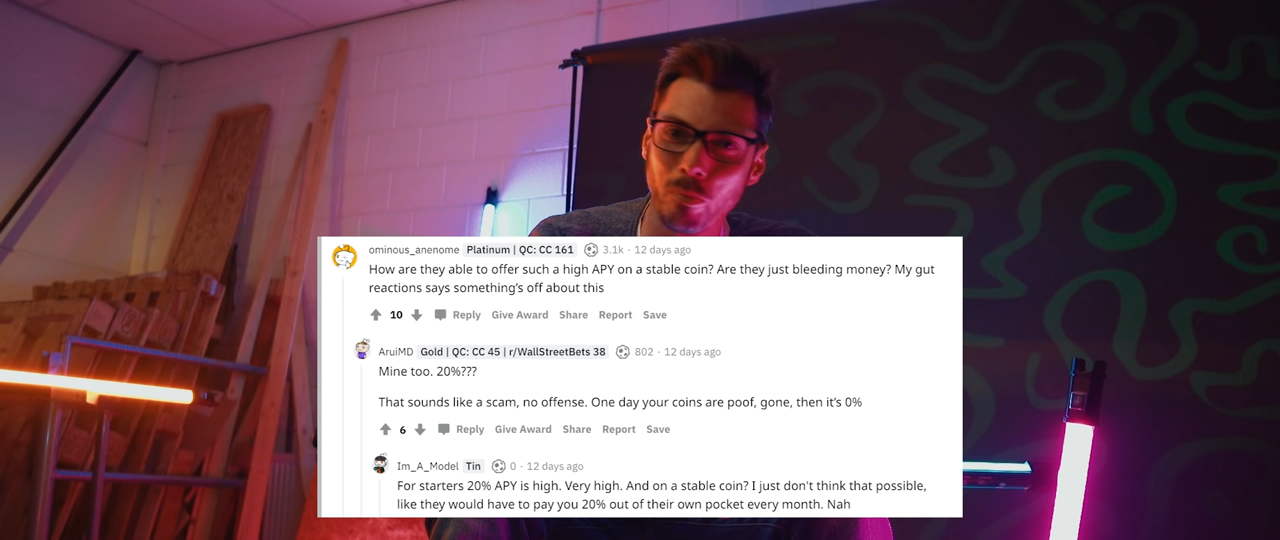 ominous_anenome Platinum | QC: CC 161 3.1k · 12 days ago
How are they able to offer such a high APY on a stable coin? Are they just bleeding money? My gut
reactions says something's off about this
10 Reply Give Award Share Report Save
AruiMD Gold | QC: CC 45 | r/WallStreetBets 38 802 · 12 days ago
Mine too. 20%???
That sounds like a scam, no offense. One day your coins are poof, gone, then it's 0%
6 Reply Give Award Share Report Save
Im_A_Model Tin 0 · 12 days ago
For starters 20% APY is high. Very high. And on a stable coin? I just don't think that possible,
like they would have to pay you 20% out of their own pocket every month. Nah